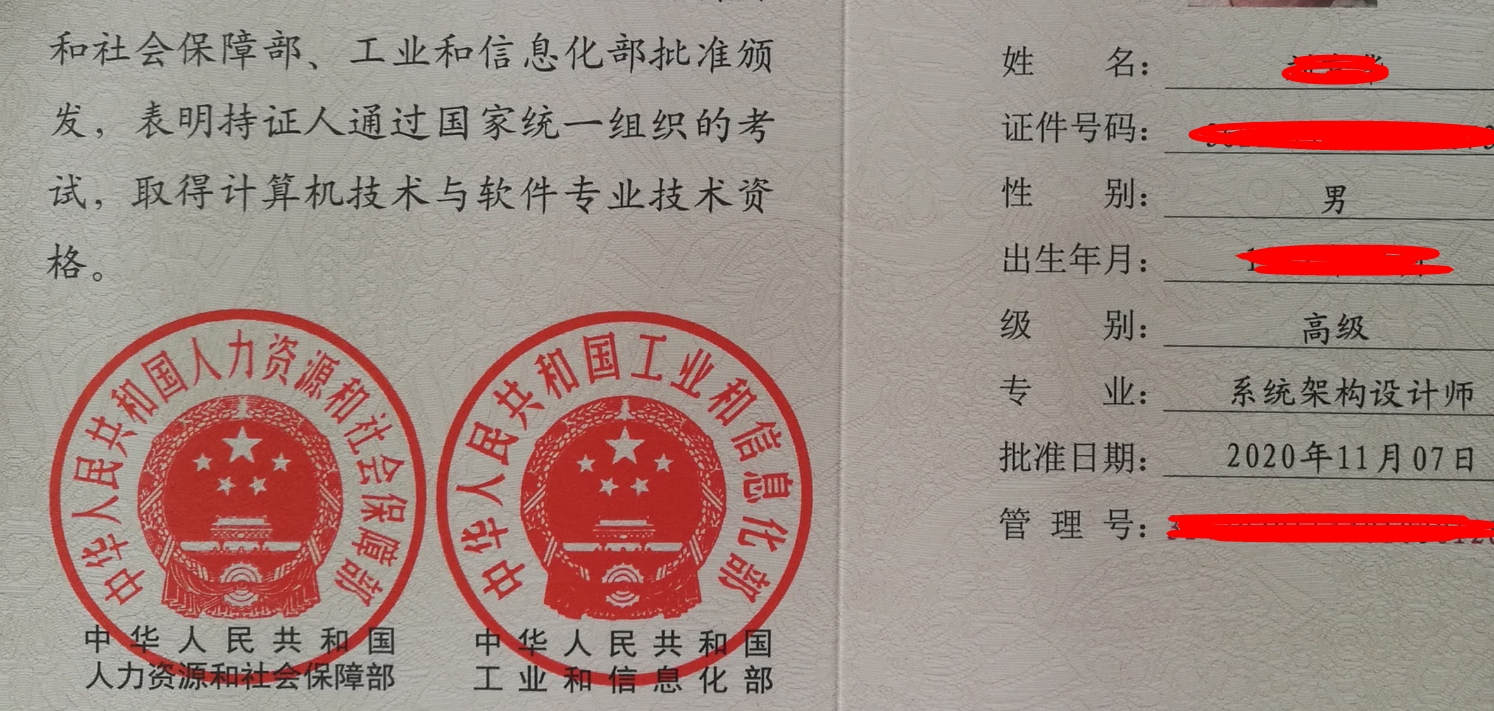 和社会保障部、工业和信息化部批准颁
发，表明持证人通过国家统一组织的考
试，取得计算机技术与软件专业技术资
格。
中华人民共和国人力资源和社会保障部
中华人民共和国工业和信息化部
中华人民共和国
人力资源和社会保障部
中华人民共和国
工业和信息化部
姓 名：
证件号码：
性 别： 男
出生年月：
级 别： 高级
专 业： 系统架构设计师
批准日期： 2020年11月07日
管 理 号：